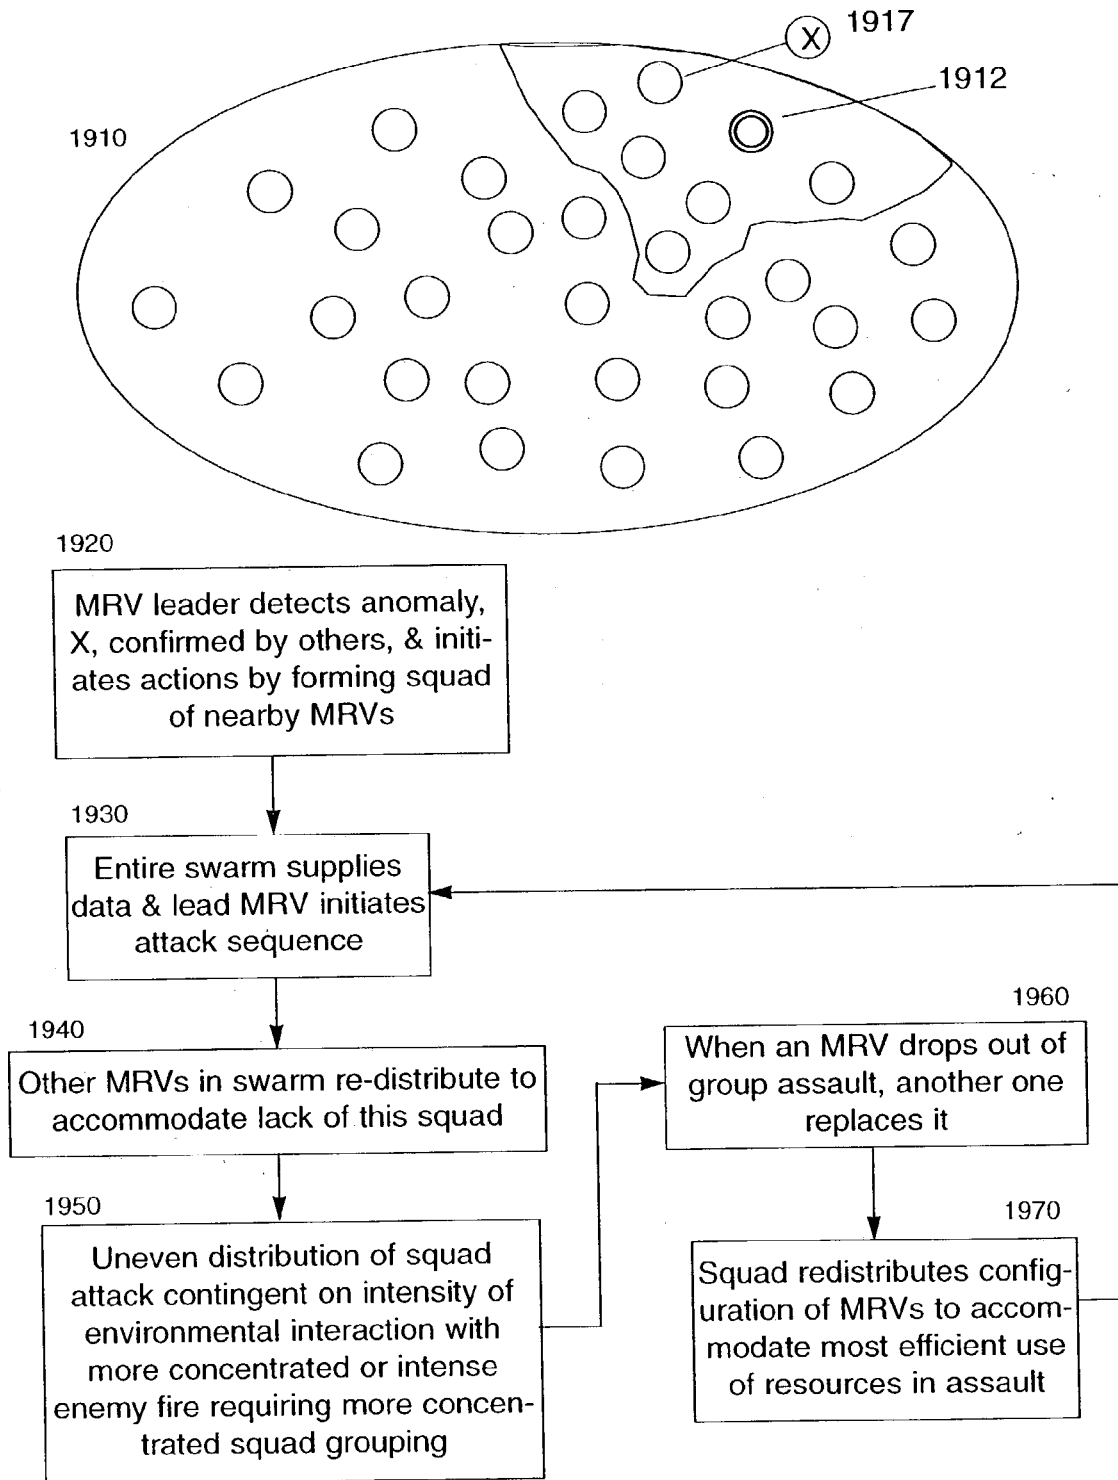 1917
X
1912
1910
1920
MRV leader detects anomaly,
X, confirmed by others, & initi-
ates actions by forming squad
of nearby MRVs
1930
Entire swarm supplies
data & lead MRV initiates
attack sequence
1940
Other MRVs in swarm re-distribute to
accommodate lack of this squad
1950
Uneven distribution of squad
attack contingent on intensity of
environmental interaction with
more concentrated or intense
enemy fire requiring more concen-
trated squad grouping
1960
When an MRV drops out of
group assault, another one
replaces it
1970
Squad redistributes config-
uration of MRVs to accom-
modate most efficient use
of resources in assault